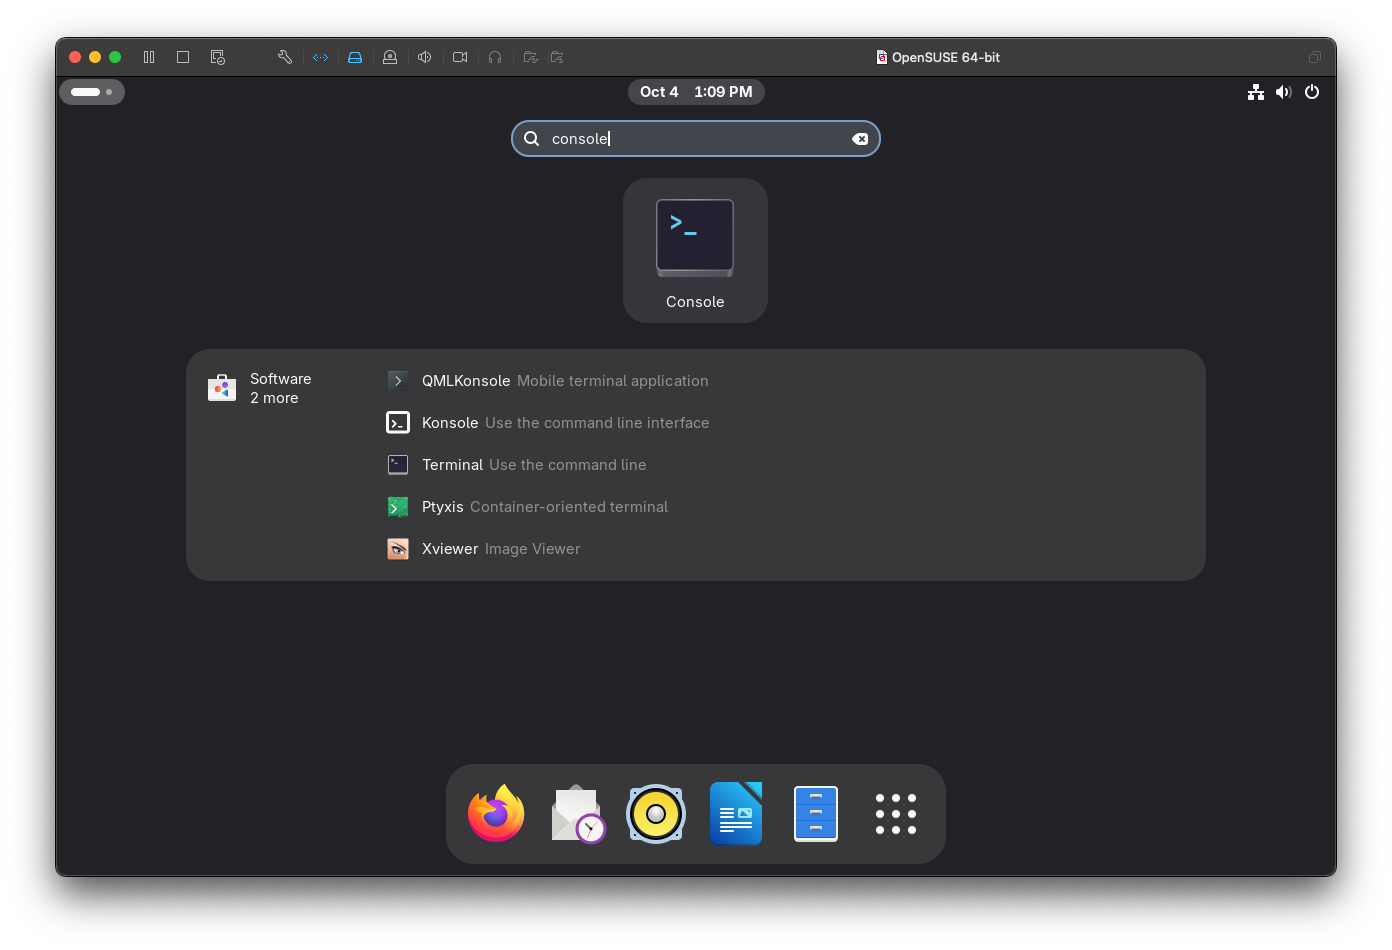 OpenSUSE 64-bit
Oct 4 1:09 PM
console
Console
Software
2 more
QMLKonsole Mobile terminal application
Konsole Use the command line interface
Terminal Use the command line
Ptyxis Container-oriented terminal
Xviewer Image Viewer